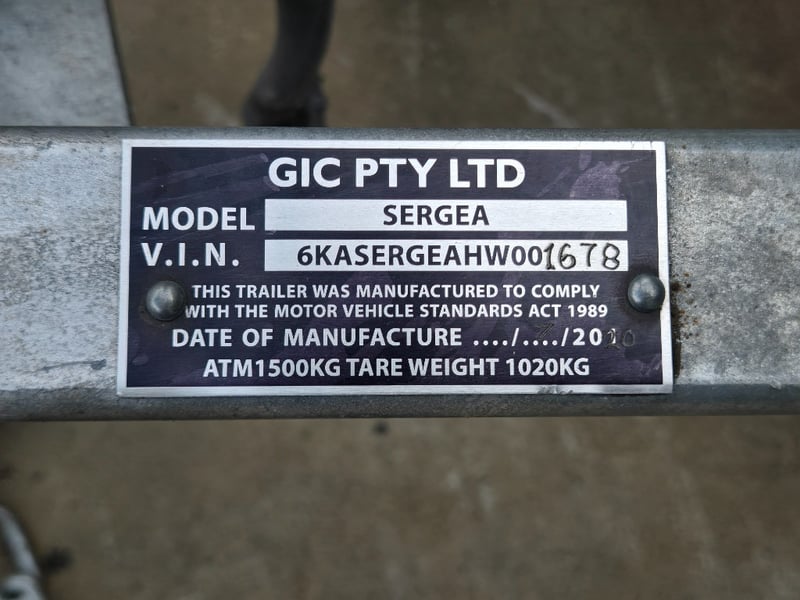 GIC PTY LTD
MODEL SERGEA
V.I.N. 6KASERGEAHW001678
THIS TRAILER WAS MANUFACTURED TO COMPLY
WITH THE MOTOR VEHICLE STANDARDS ACT 1989
DATE OF MANUFACTURE ..../..../2010
ATM1500KG TARE WEIGHT 1020KG